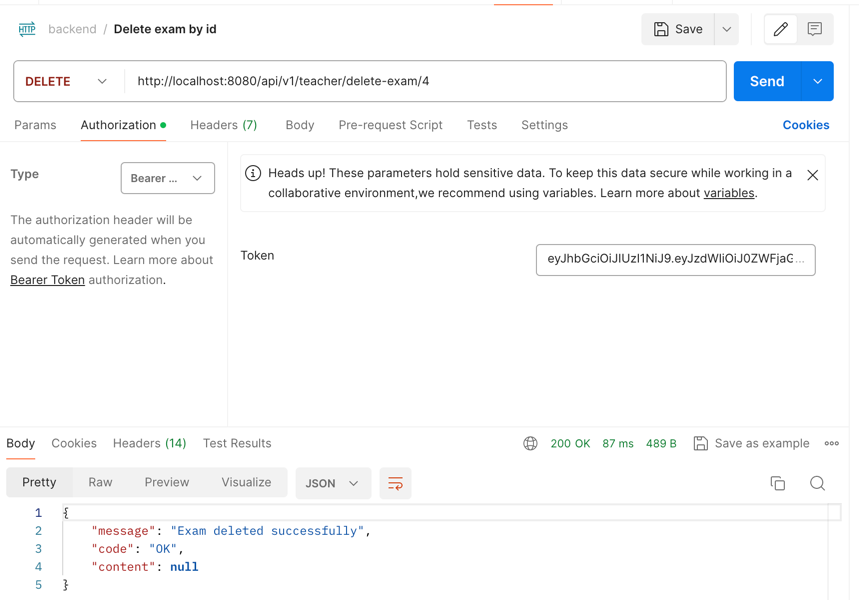 HTTP backend / Delete exam by id Save
DELETE http://localhost:8080/api/v1/teacher/delete-exam/4 Send
Params Authorization Headers (7) Body Pre-request Script Tests Settings Cookies
Type Bearer ...
The authorization header will be
automatically generated when you
send the request. Learn more about
Bearer Token authorization.
Heads up! These parameters hold sensitive data. To keep this data secure while working in a
collaborative environment,we recommend using variables. Learn more about variables.
Token eyJhbGciOiJIUzI1NiJ9.eyJzdWIiOiJ0ZWFjaG...
Body Cookies Headers (14) Test Results 200 OK 87 ms 489 B Save as example
Pretty Raw Preview Visualize JSON
1 {
2 "message": "Exam deleted successfully",
3 "code": "OK",
4 "content": null
5 }